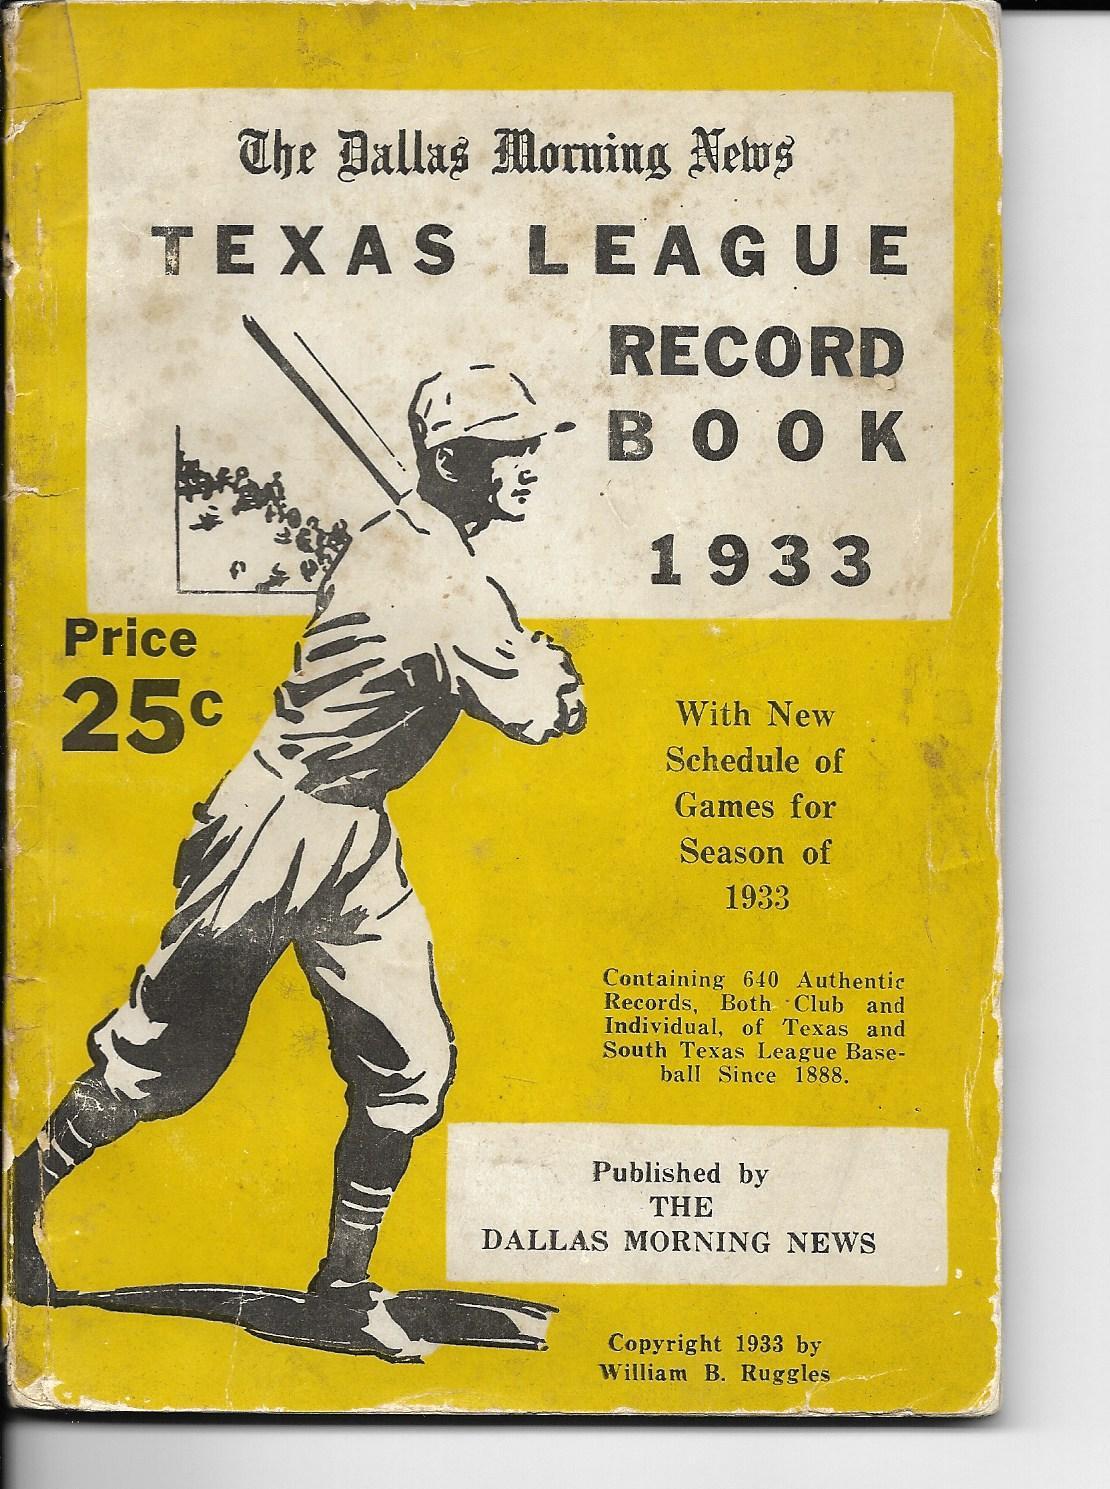 The Dallas Morning News
TEXAS LEAGUE
RECORD
BOOK
1933
Price
25c
With New
Schedule of
Games for
Season of
1933
Containing 640 Authentic
Records, Both Club and
Individual, of Texas and
South Texas League Base-
ball Since 1888.
Published by
THE
DALLAS MORNING NEWS
Copyright 1933 by
William B. Ruggles